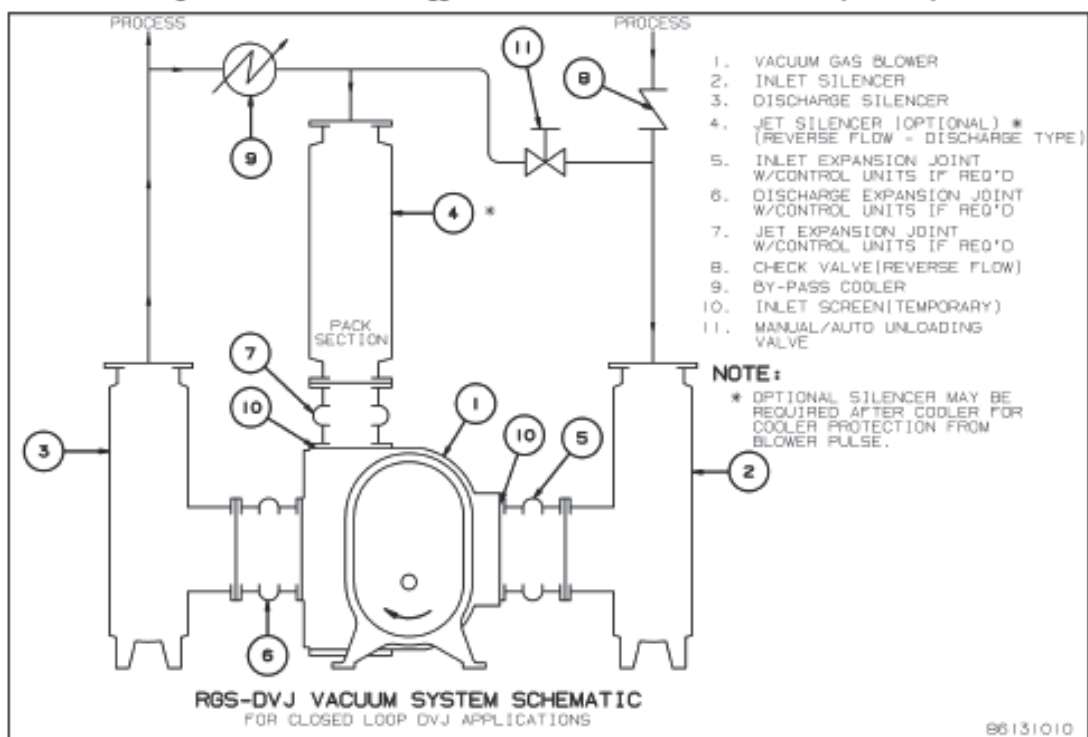 PROCESS
PROCESS
11
8
9
4 *
1. VACUUM GAS BLOWER
2. INLET SILENCER
3. DISCHARGE SILENCER
4. JET SILENCER (OPTIONAL) *
(REVERSE FLOW - DISCHARGE TYPE)
5. INLET EXPANSION JOINT
W/CONTROL UNITS IF REQ'D
6. DISCHARGE EXPANSION JOINT
W/CONTROL UNITS IF REQ'D
7. JET EXPANSION JOINT
W/CONTROL UNITS IF REQ'D
8. CHECK VALVE(REVERSE FLOW)
9. BY-PASS COOLER
10. INLET SCREEN(TEMPORARY)
11. MANUAL/AUTO UNLOADING
VALVE
NOTE:
* OPTIONAL SILENCER MAY BE
REQUIRED AFTER COOLER FOR
COOLER PROTECTION FROM
BLOWER PULSE.
PACK
SECTION
7
10
1
10
5
3
2
6
RGS-DVJ VACUUM SYSTEM SCHEMATIC
FOR CLOSED LOOP DVJ APPLICATIONS
86131010